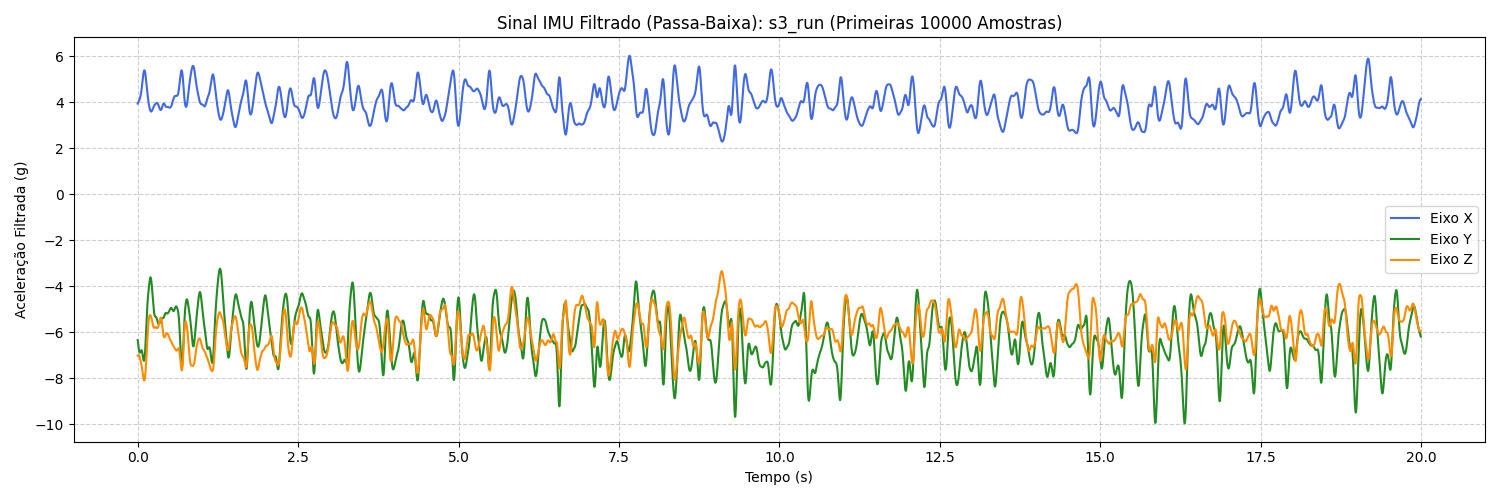 Sinal IMU Filtrado (Passa-Baixa): s3_run (Primeiras 10000 Amostras)
Aceleração Filtrada (g)
6
4
2
0
−2
−4
−6
−8
−10
Eixo X
Eixo Y
Eixo Z
0.0 2.5 5.0 7.5 10.0 12.5 15.0 17.5 20.0
Tempo (s)